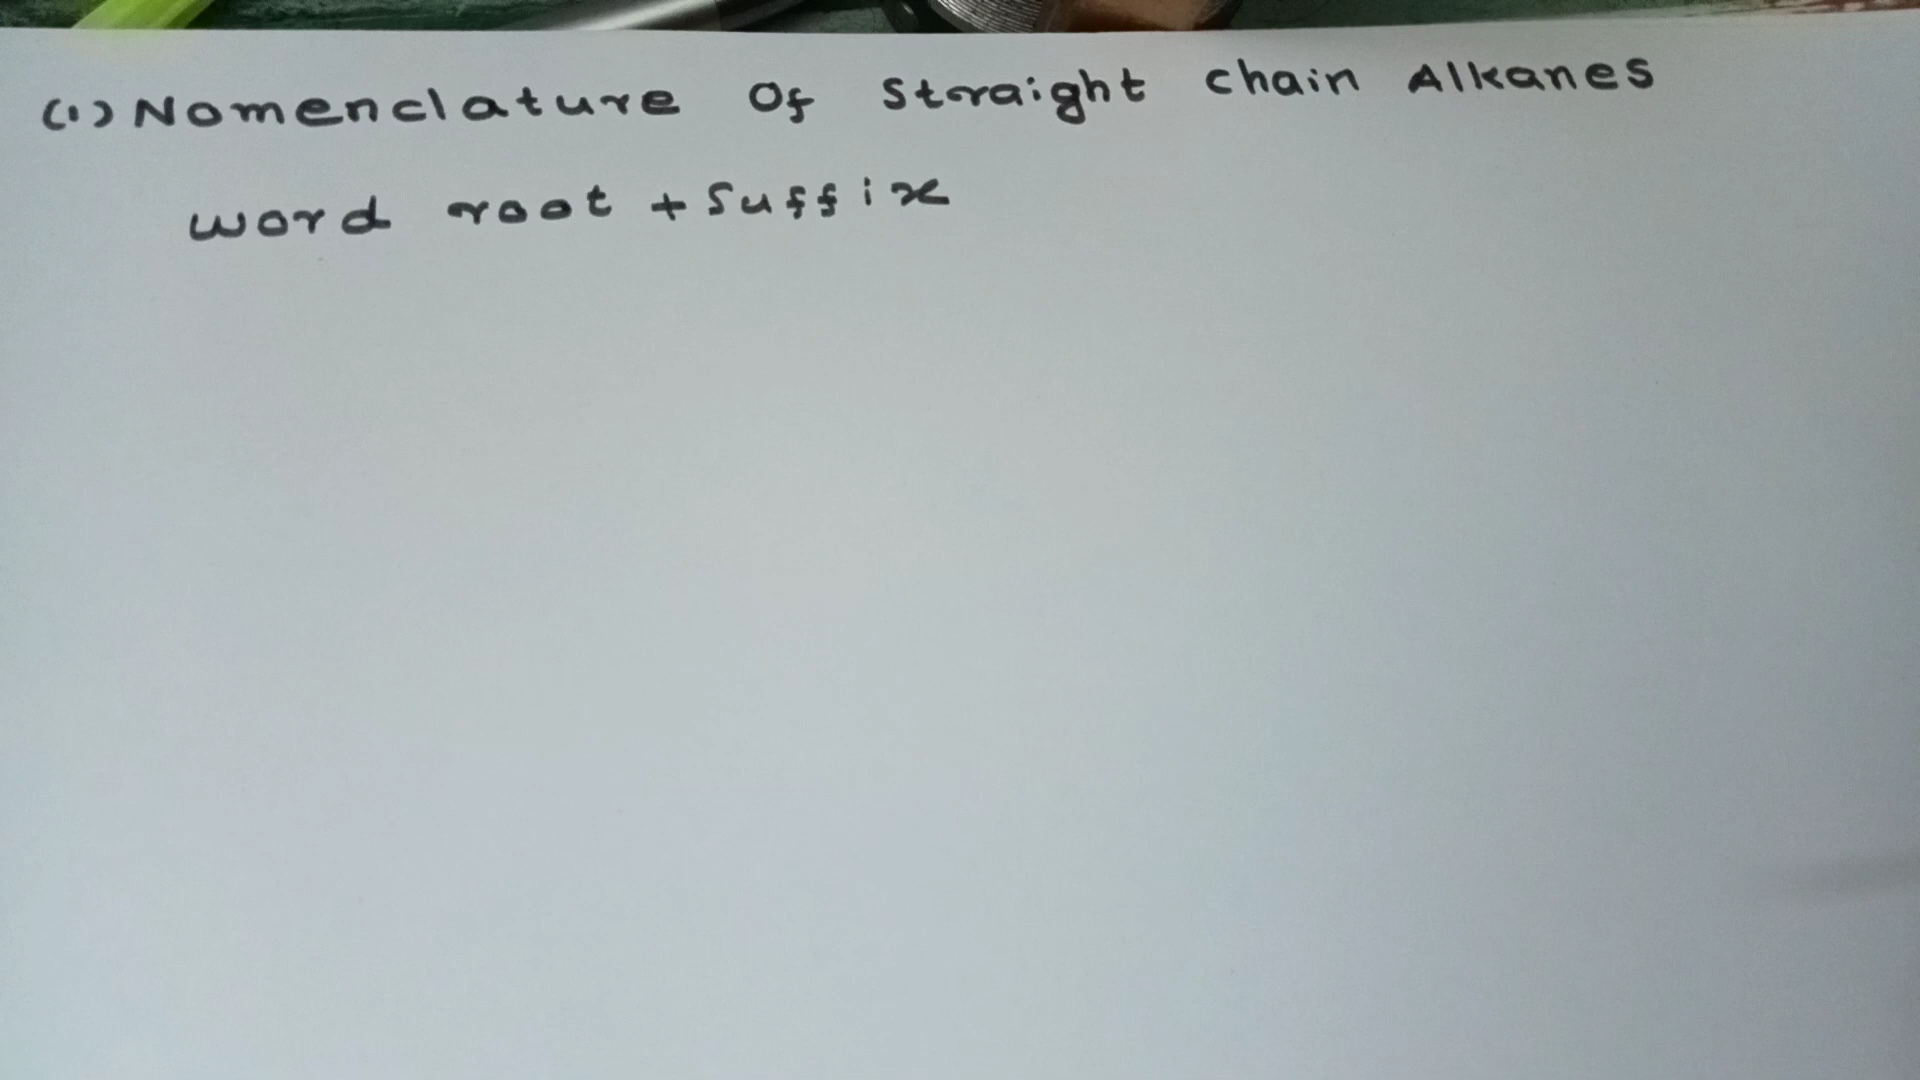 (1) Nomenclature Of Straight chain Alkanes
word root + Suffix